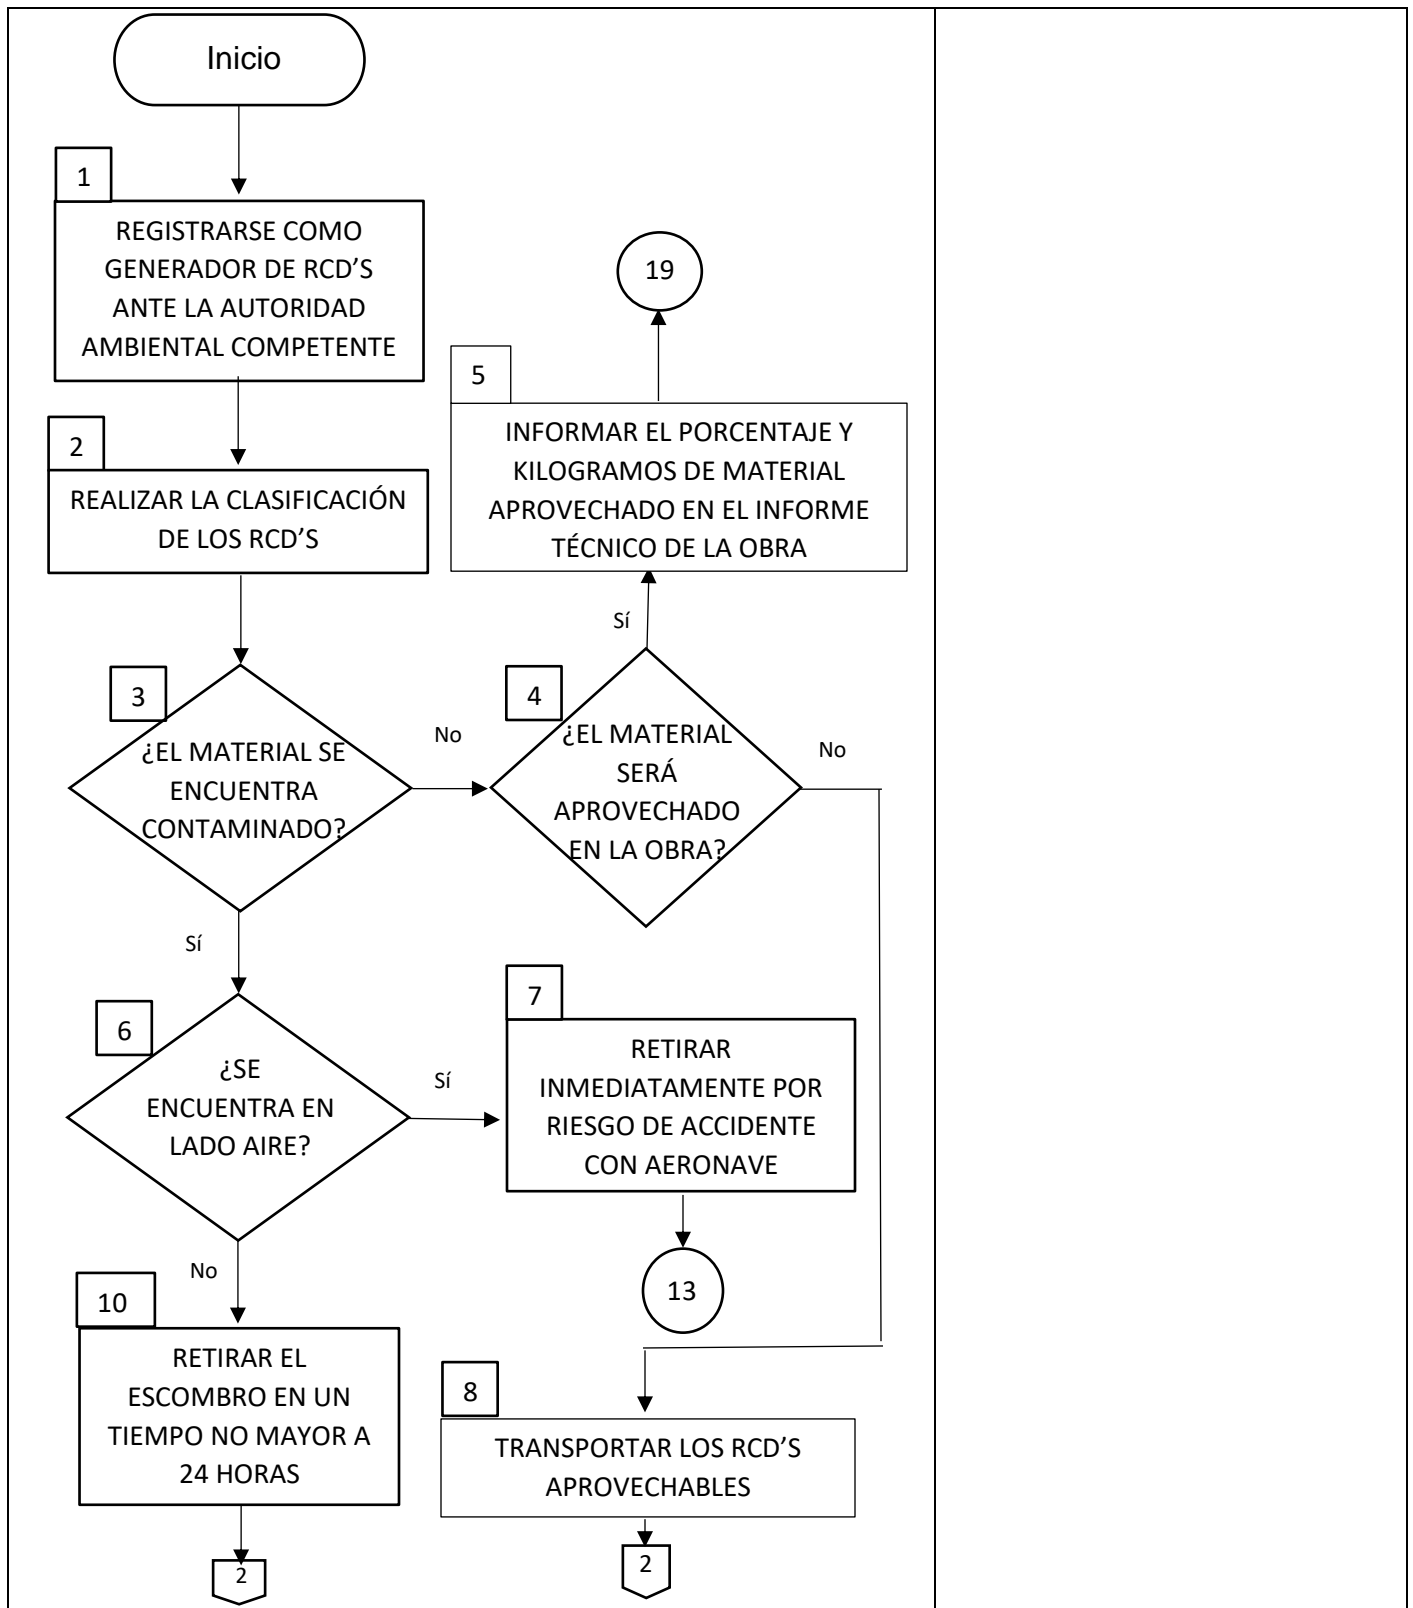 Inicio
1
REGISTRARSE COMO
GENERADOR DE RCD'S
ANTE LA AUTORIDAD
AMBIENTAL COMPETENTE
2
REALIZAR LA CLASIFICACIÓN
DE LOS RCD'S
19
5
INFORMAR EL PORCENTAJE Y
KILOGRAMOS DE MATERIAL
APROVECHADO EN EL INFORME
TÉCNICO DE LA OBRA
Sí
3
¿EL MATERIAL SE
ENCUENTRA
CONTAMINADO?
No
4
¿EL MATERIAL
SERÁ
APROVECHADO
EN LA OBRA?
No
Sí
6
¿SE
ENCUENTRA EN
LADO AIRE?
Sí
7
RETIRAR
INMEDIATAMENTE POR
RIESGO DE ACCIDENTE
CON AERONAVE
13
No
10
RETIRAR EL
ESCOMBRO EN UN
TIEMPO NO MAYOR A
24 HORAS
2
8
TRANSPORTAR LOS RCD'S
APROVECHABLES
2